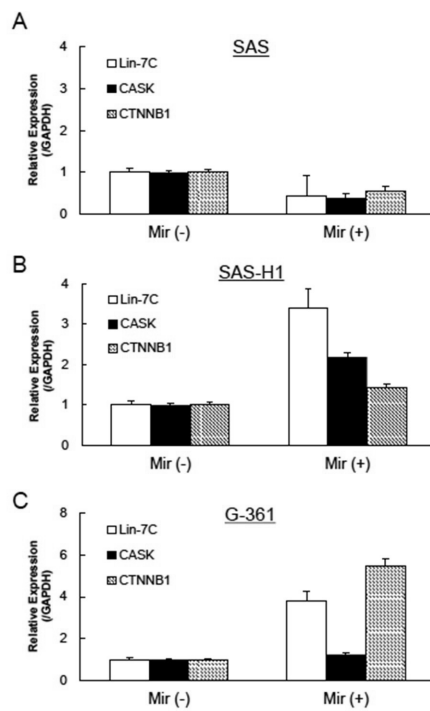 A
SAS
4
3
2
1
0
Relative Expression
(/GAPDH)
Lin-7C
CASK
CTNNB1
Mir (-) Mir (+)
B
SAS-H1
4
3
2
1
0
Relative Expression
(/GAPDH)
Lin-7C
CASK
CTNNB1
Mir (-) Mir (+)
C
G-361
8
6
4
2
0
Relative Expression
(/GAPDH)
Lin-7C
CASK
CTNNB1
Mir (-) Mir (+)